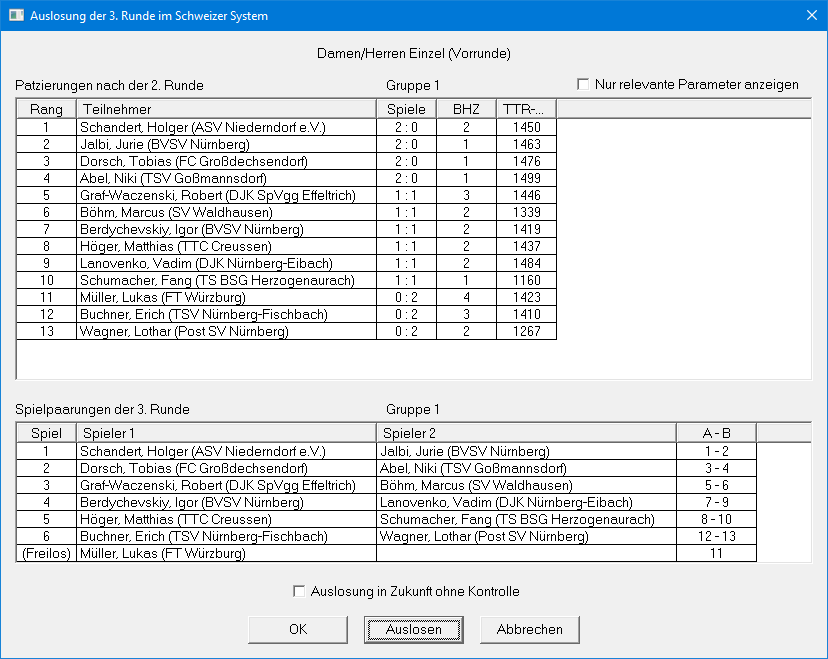 Auslosung der 3. Runde im Schweizer System
Damen/Herren Einzel (Vorrunde)
Patzierungen nach der 2. Runde Gruppe 1 Nur relevante Parameter anzeigen
Rang Teilnehmer Spiele BHZ TTR-...
1 Schandert, Holger (ASV Niederndorf e.V.) 2 : 0 2 1450
2 Jalbi, Jurie (BVSV Nürnberg) 2 : 0 1 1463
3 Dorsch, Tobias (FC Großdechsendorf) 2 : 0 1 1476
4 Abel, Niki (TSV Goßmannsdorf) 2 : 0 1 1499
5 Graf-Waczenski, Robert (DJK SpVgg Effeltrich) 1 : 1 3 1446
6 Böhm, Marcus (SV Waldhausen) 1 : 1 2 1339
7 Berdychevskiy, Igor (BVSV Nürnberg) 1 : 1 2 1419
8 Höger, Matthias (TTC Creussen) 1 : 1 2 1437
9 Lanovenko, Vadim (DJK Nürnberg-Eibach) 1 : 1 2 1484
10 Schumacher, Fang (TS BSG Herzogenaurach) 1 : 1 1 1160
11 Müller, Lukas (FT Würzburg) 0 : 2 4 1423
12 Buchner, Erich (TSV Nürnberg-Fischbach) 0 : 2 3 1410
13 Wagner, Lothar (Post SV Nürnberg) 0 : 2 2 1267
Spielpaarungen der 3. Runde Gruppe 1
Spiel Spieler 1 Spieler 2 A - B
1 Schandert, Holger (ASV Niederndorf e.V.) Jalbi, Jurie (BVSV Nürnberg) 1 - 2
2 Dorsch, Tobias (FC Großdechsendorf) Abel, Niki (TSV Goßmannsdorf) 3 - 4
3 Graf-Waczenski, Robert (DJK SpVgg Effeltrich) Böhm, Marcus (SV Waldhausen) 5 - 6
4 Berdychevskiy, Igor (BVSV Nürnberg) Lanovenko, Vadim (DJK Nürnberg-Eibach) 7 - 9
5 Höger, Matthias (TTC Creussen) Schumacher, Fang (TS BSG Herzogenaurach) 8 - 10
6 Buchner, Erich (TSV Nürnberg-Fischbach) Wagner, Lothar (Post SV Nürnberg) 12 - 13
(Freilos) Müller, Lukas (FT Würzburg) 11
Auslosung in Zukunft ohne Kontrolle
OK Auslosen Abbrechen